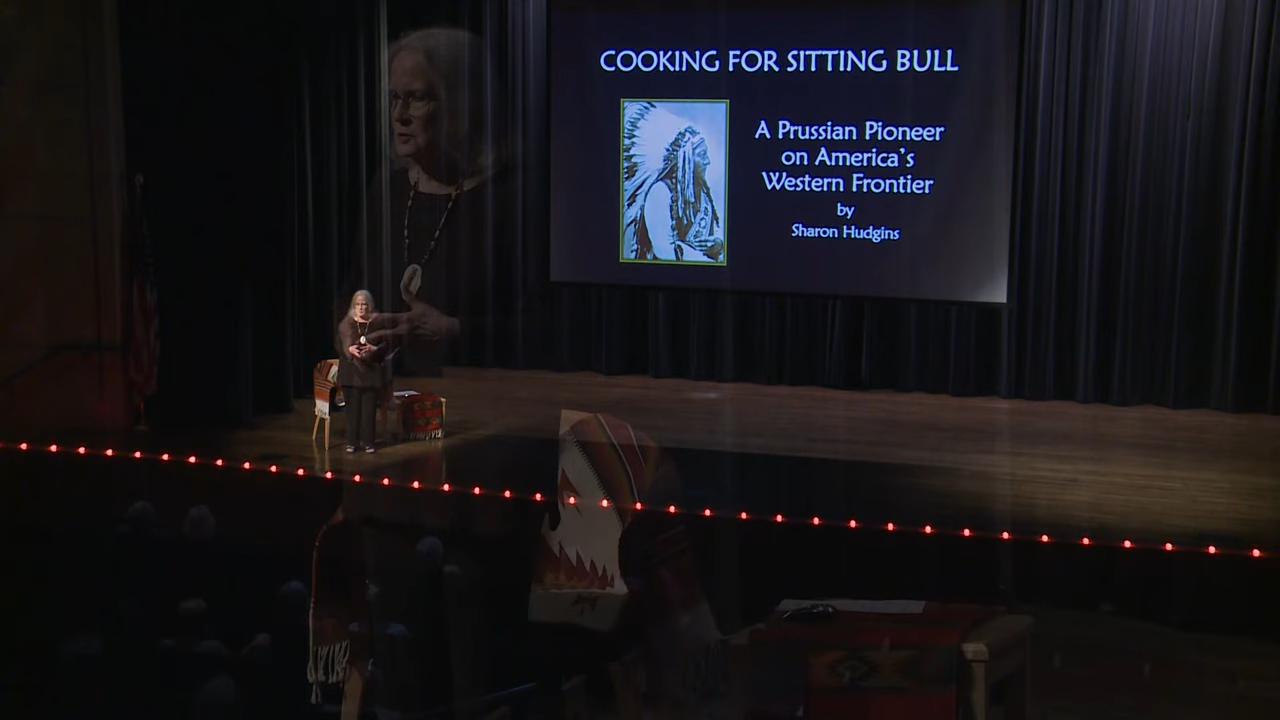 COOKING FOR SITTING BULL
A Prussian Pioneer
on America's
Western Frontier
by
Sharon Hudgins